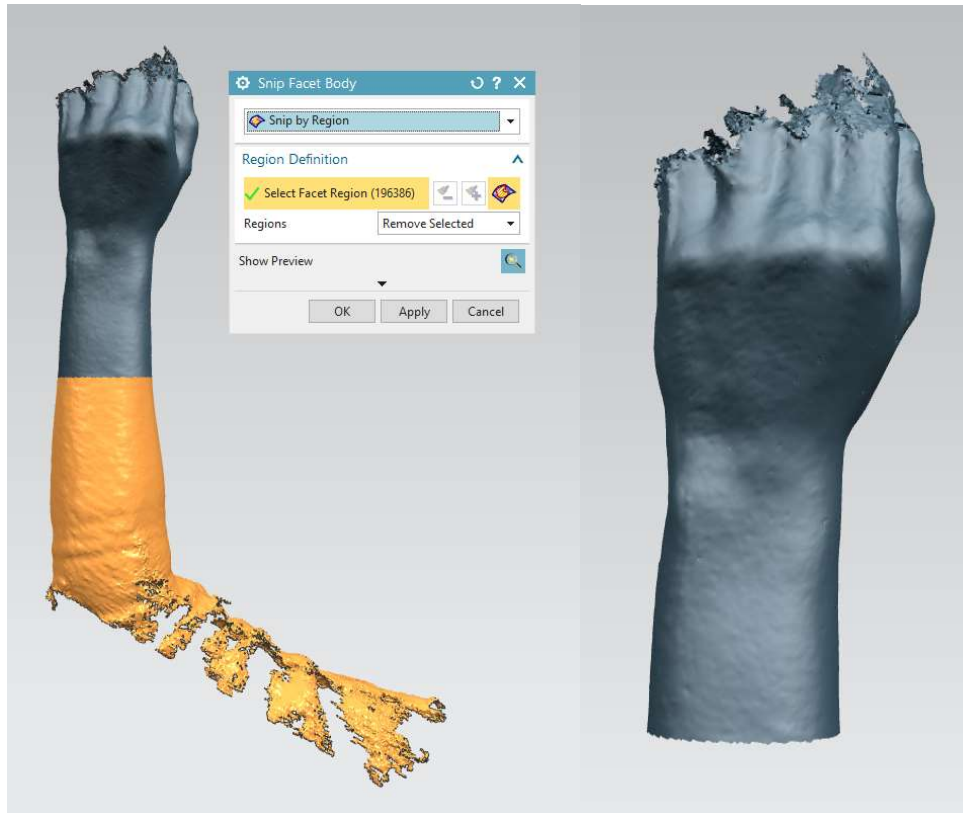 Snip Facet Body
Snip by Region
Region Definition
Select Facet Region (196386)
Regions Remove Selected
Show Preview
OK Apply Cancel